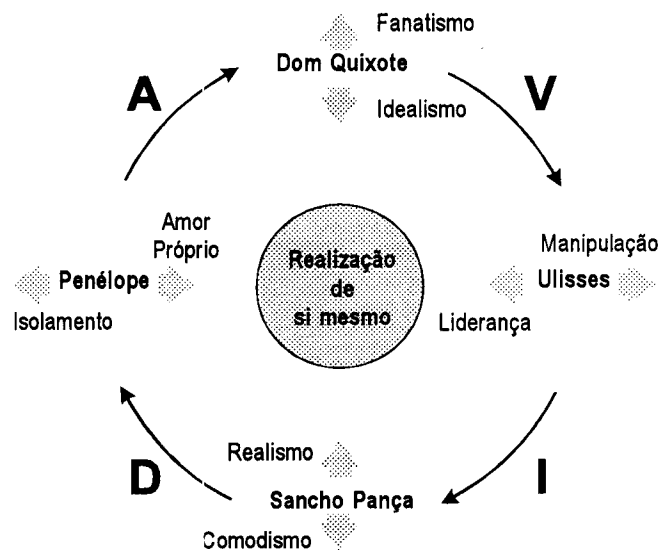 Fanatismo
Dom Quixote
Idealismo
A
V
Amor
Próprio
Penélope
Isolamento
Realização
de
si mesmo
Manipulação
Ulisses
Liderança
Realismo
Sancho Pança
Comodismo
D
I